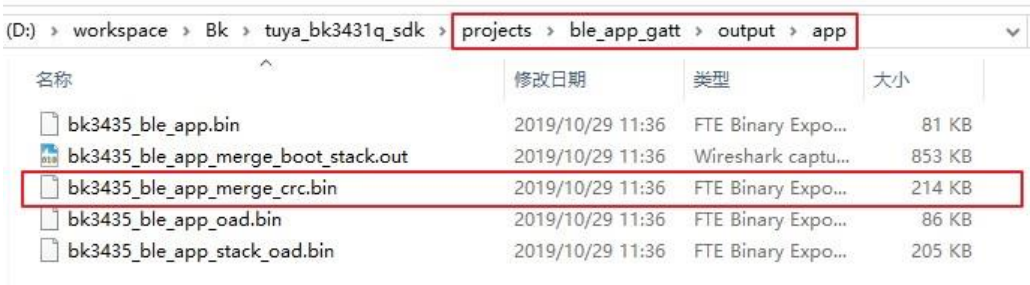 (D:) > workspace > Bk > tuya_bk3431q_sdk > projects > ble_app_gatt > output > app
名称 修改日期 类型 大小
bk3435_ble_app.bin 2019/10/29 11:36 FTE Binary Expo... 81 KB
bk3435_ble_app_merge_boot_stack.out 2019/10/29 11:36 Wireshark captu... 853 KB
bk3435_ble_app_merge_crc.bin 2019/10/29 11:36 FTE Binary Expo... 214 KB
bk3435_ble_app_oad.bin 2019/10/29 11:36 FTE Binary Expo... 86 KB
bk3435_ble_app_stack_oad.bin 2019/10/29 11:36 FTE Binary Expo... 205 KB